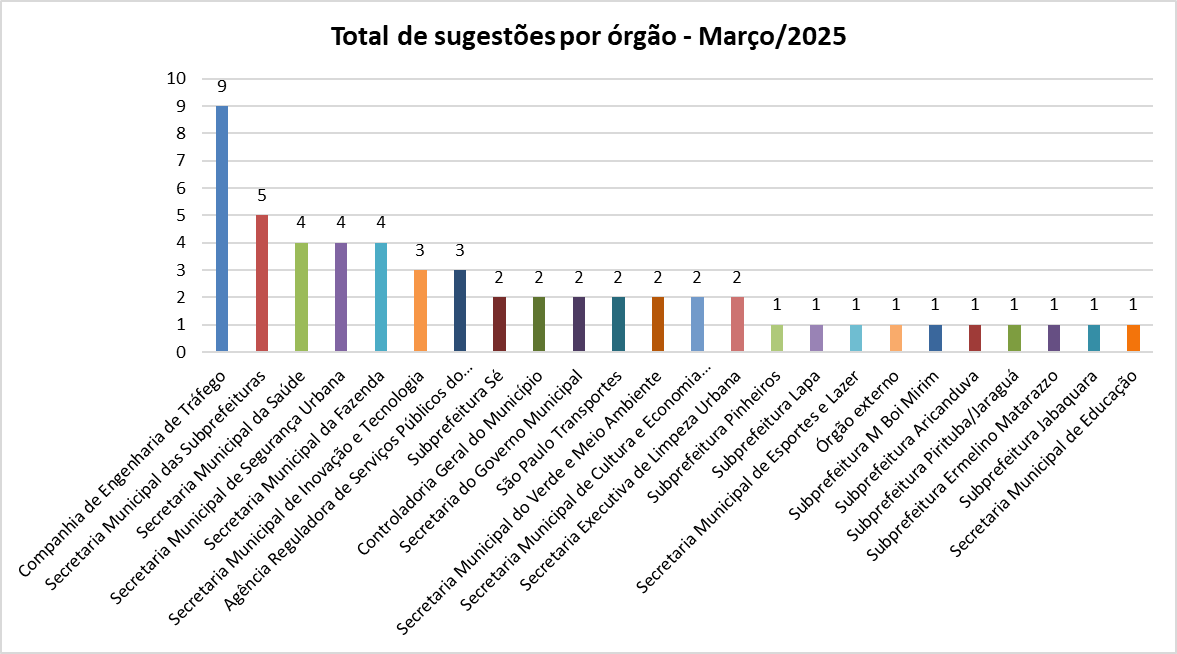 Total de sugestões por órgão - Março/2025
10
9
8
7
6
5
4
3
2
1
0
9
5
4
4
4
3
3
2
2
2
2
2
2
2
1
1
1
1
1
1
1
1
1
1
Companhia de Engenharia de Tráfego
Secretaria Municipal das Subprefeituras
Secretaria Municipal da Saúde
Secretaria Municipal de Segurança Urbana
Secretaria Municipal da Fazenda
Secretaria Municipal de Inovação e Tecnologia
Agência Reguladora de Serviços Públicos do...
Subprefeitura Sé
Controladoria Geral do Município
Secretaria do Governo Municipal
São Paulo Transportes
Secretaria Municipal do Verde e Meio Ambiente
Secretaria Municipal de Cultura e Economia...
Secretaria Executiva de Limpeza Urbana
Subprefeitura Pinheiros
Subprefeitura Lapa
Secretaria Municipal de Esportes e Lazer
Órgão externo
Subprefeitura M Boi Mirim
Subprefeitura Aricanduva
Subprefeitura Pirituba/Jaraguá
Subprefeitura Ermelino Matarazzo
Subprefeitura Jabaquara
Secretaria Municipal de Educação